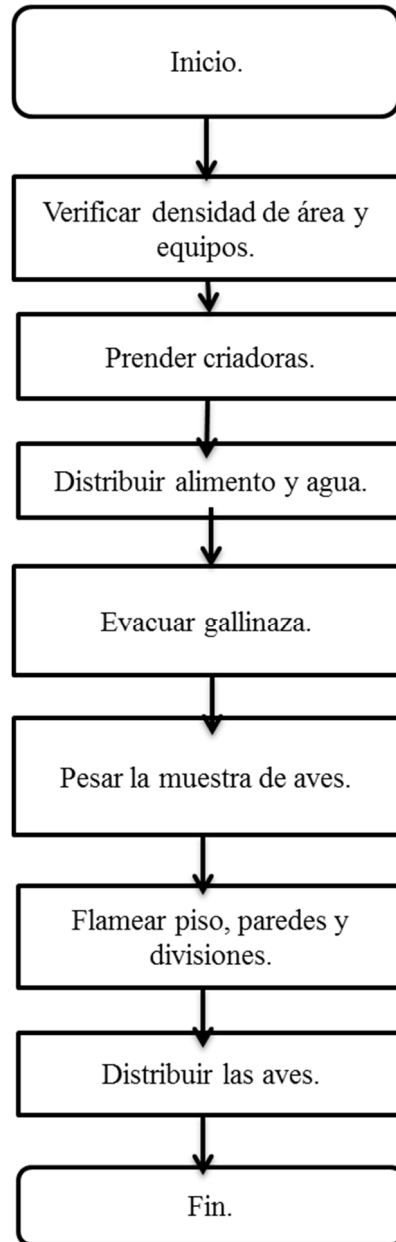 Inicio.
Verificar densidad de área y
equipos.
Prender criadoras.
Distribuir alimento y agua.
Evacuar gallinaza.
Pesar la muestra de aves.
Flamear piso, paredes y
divisiones.
Distribuir las aves.
Fin.